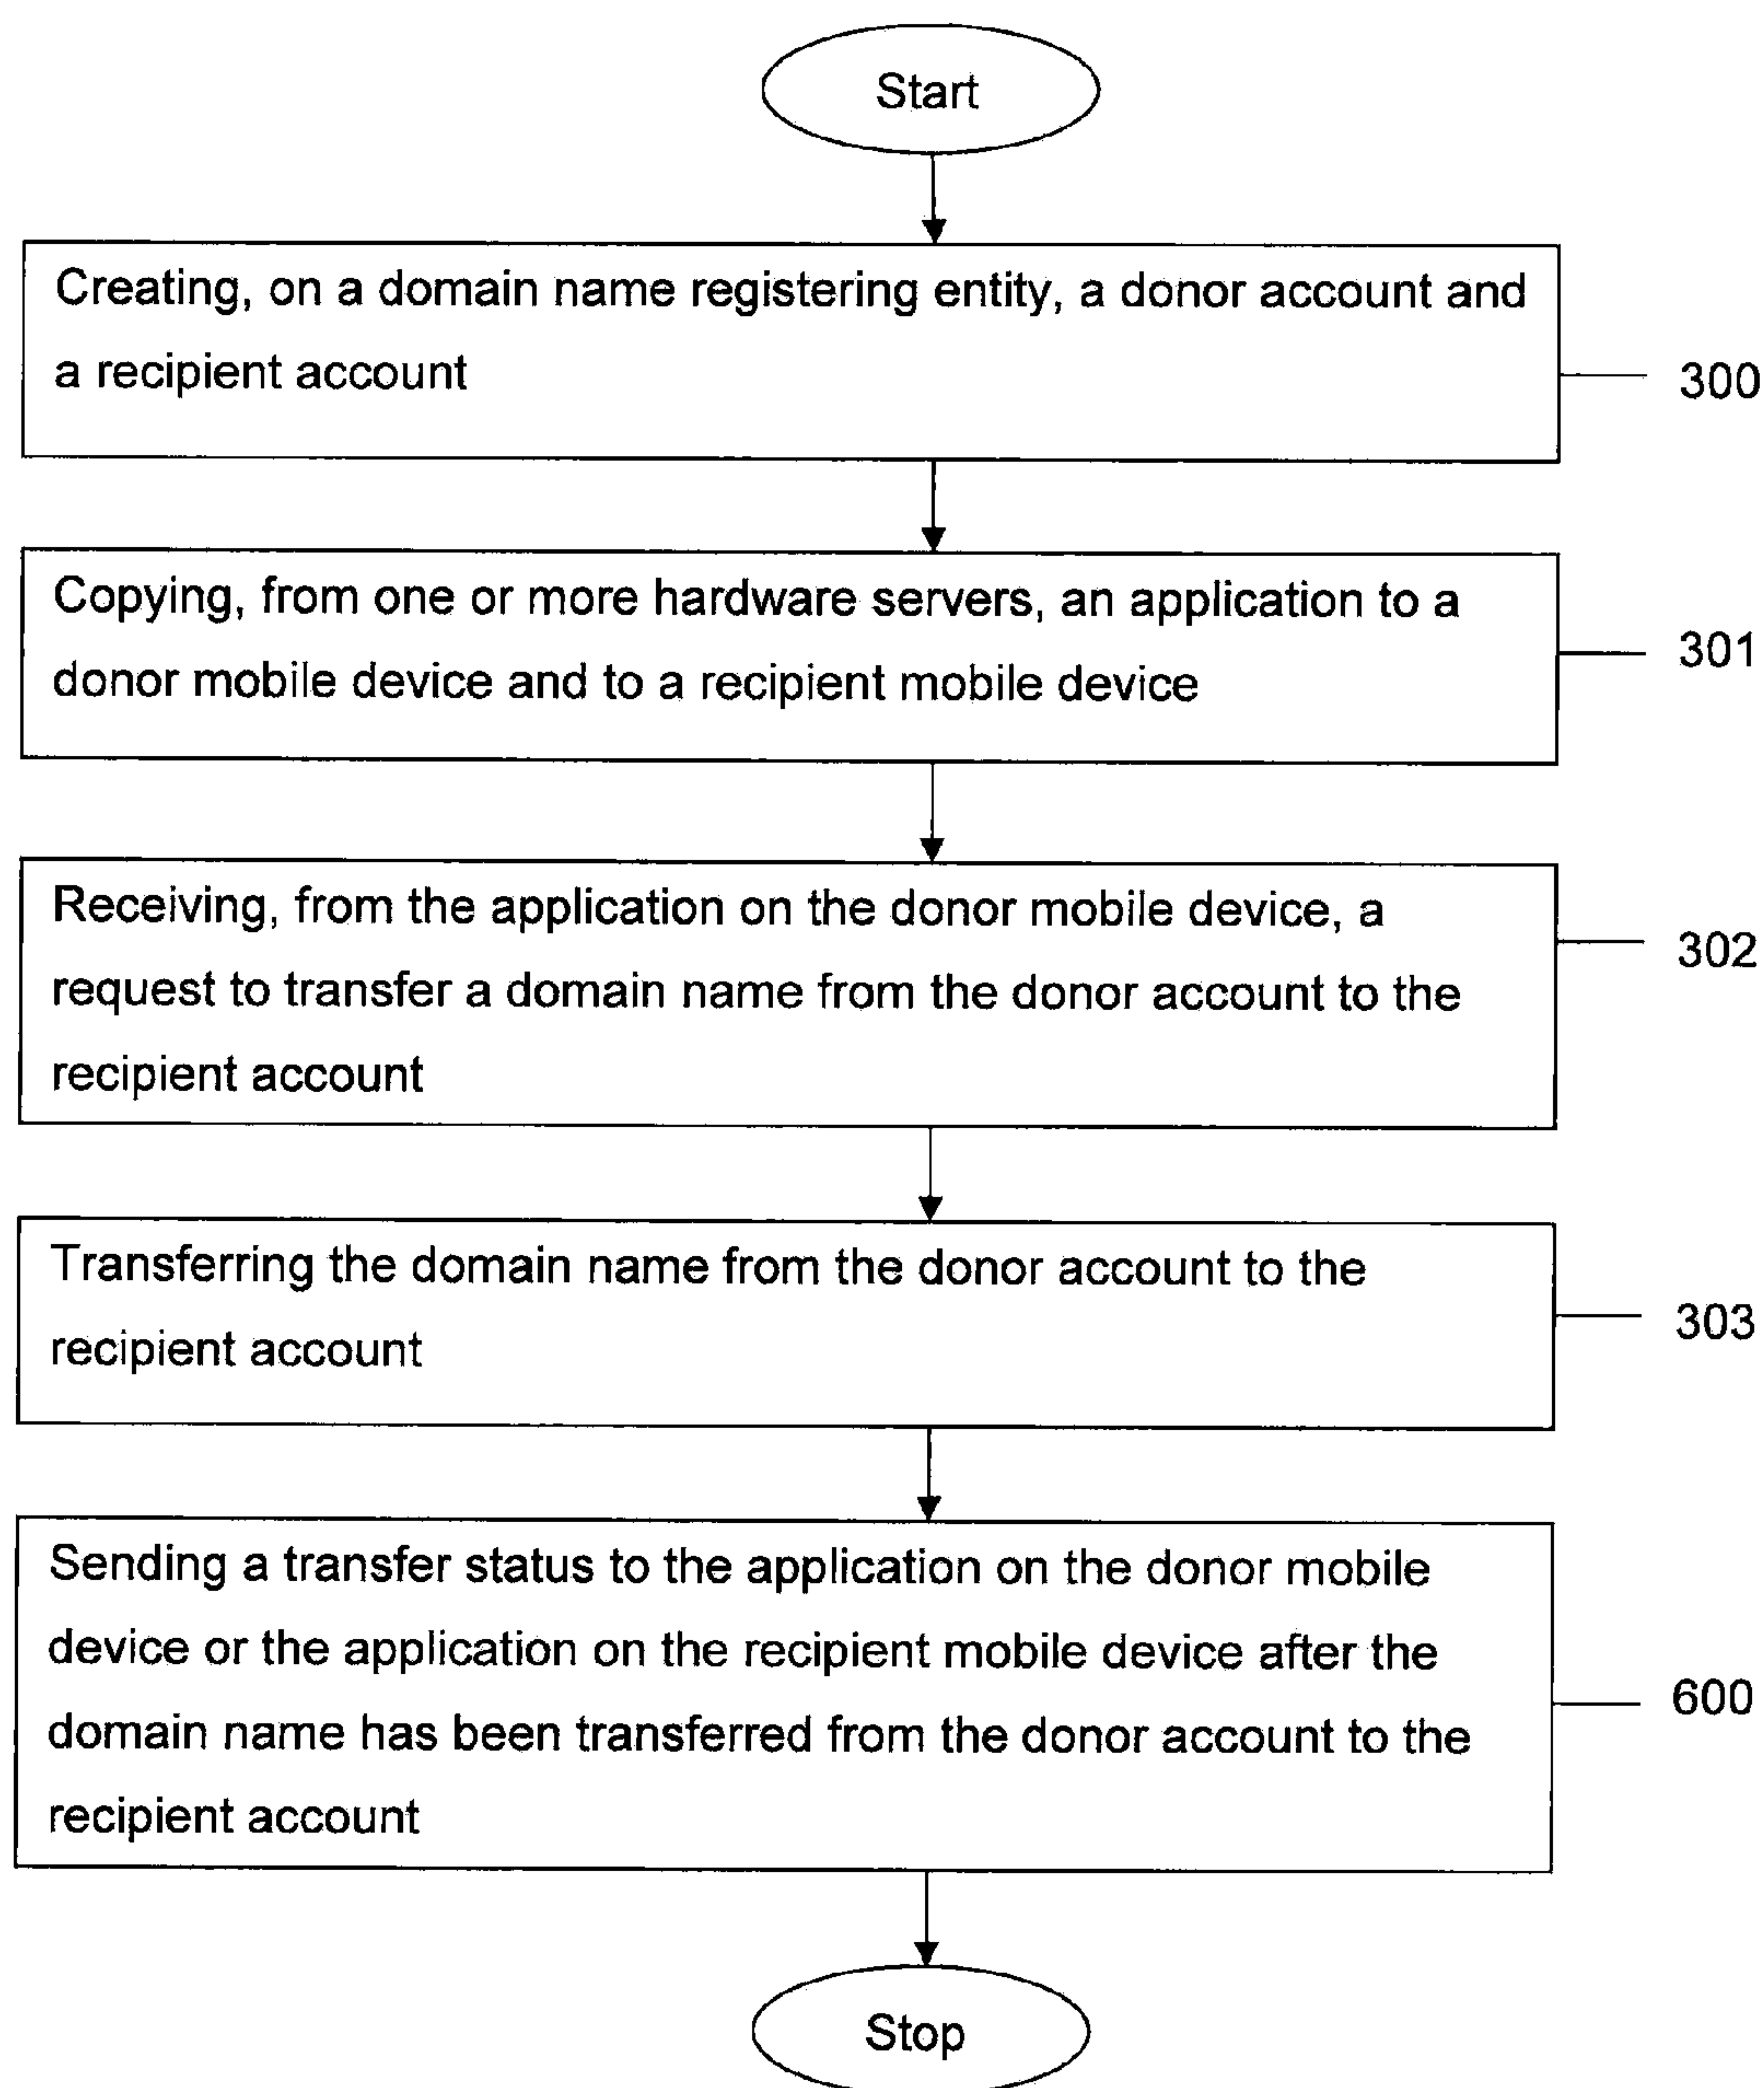 Start
Creating, on a domain name registering entity, a donor account and
a recipient account
300
Copying, from one or more hardware servers, an application to a
donor mobile device and to a recipient mobile device
301
Receiving, from the application on the donor mobile device, a
request to transfer a domain name from the donor account to the
recipient account
302
Transferring the domain name from the donor account to the
recipient account
303
Sending a transfer status to the application on the donor mobile
device or the application on the recipient mobile device after the
domain name has been transferred from the donor account to the
recipient account
600
Stop